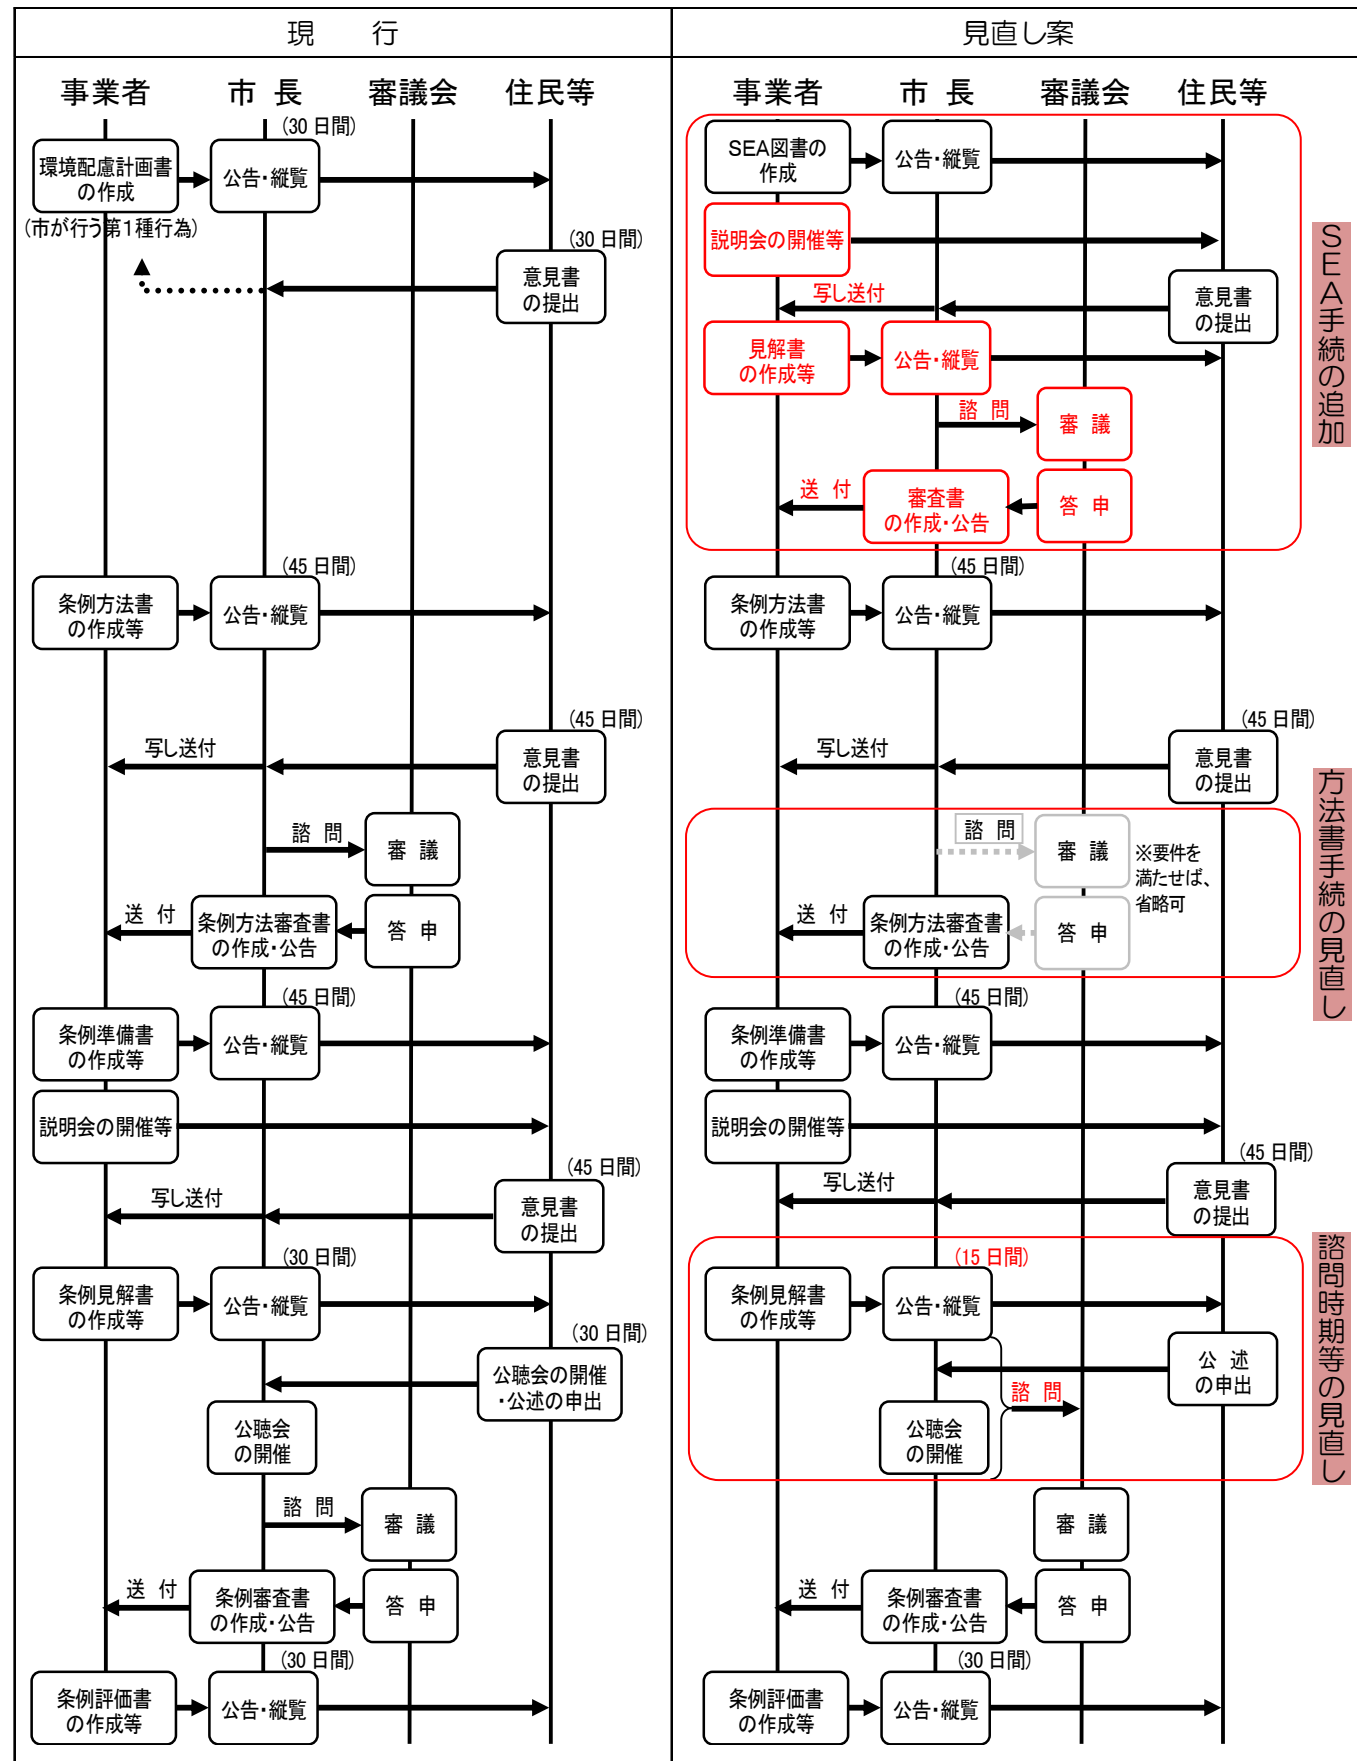 現　行
事業者
市 長
審議会
住民等
(30 日間)
環境配慮計画書
の作成
公告・縦覧
(市が行う第1種行為)
(30 日間)
意見書
の提出
(45 日間)
条例方法書
の作成等
公告・縦覧
(45 日間)
写し送付
意見書
の提出
諮 問
審 議
送 付
条例方法審査書
の作成・公告
答 申
(45 日間)
条例準備書
の作成等
公告・縦覧
説明会の開催等
(45 日間)
写し送付
意見書
の提出
(30 日間)
条例見解書
の作成等
公告・縦覧
(30 日間)
公聴会の開催
・公述の申出
公聴会
の開催
諮 問
審 議
送 付
条例審査書
の作成・公告
答 申
(30 日間)
条例評価書
の作成等
公告・縦覧
見直し案
事業者
市 長
審議会
住民等
SEA図書の
作成
公告・縦覧
説明会の開催等
写し送付
意見書
の提出
見解書
の作成等
公告・縦覧
諮 問
審 議
送 付
審査書
の作成・公告
答 申
SEA手続の追加
(45 日間)
条例方法書
の作成等
公告・縦覧
(45 日間)
写し送付
意見書
の提出
諮 問
審 議
※要件を
満たせば、
省略可
送 付
条例方法審査書
の作成・公告
答 申
方法書手続の見直し
(45 日間)
条例準備書
の作成等
公告・縦覧
説明会の開催等
(45 日間)
写し送付
意見書
の提出
(15 日間)
条例見解書
の作成等
公告・縦覧
公 述
の申出
諮 問
公聴会
の開催
諮問時期等の見直し
審 議
送 付
条例審査書
の作成・公告
答 申
(30 日間)
条例評価書
の作成等
公告・縦覧